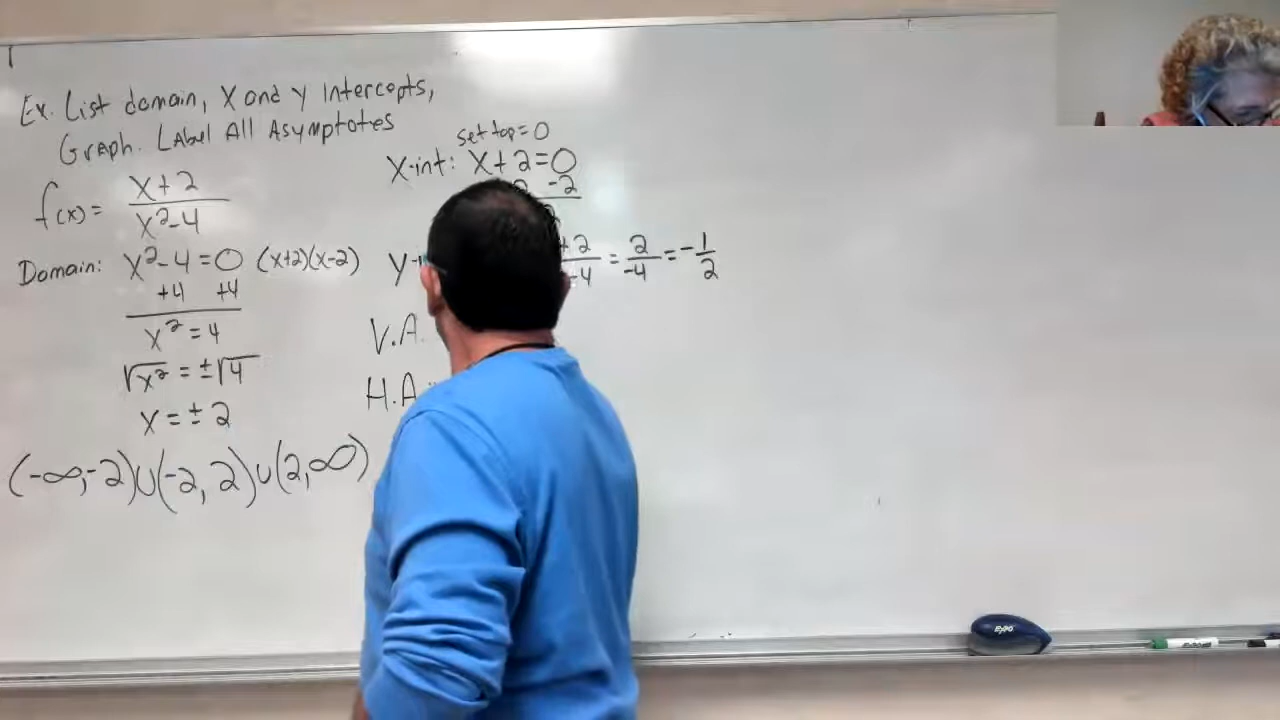 Ex. List domain, X and y intercepts,
Graph. Label All Asymptotes
f(x) = x+2 / x²-4
Domain: x²-4=0 (x+2)(x-2)
+4 +4
x²=4
√x² = ±√4
x = ± 2
(-∞,-2)∪(-2, 2)∪(2,∞)
set top=0
X-int: x+2=0
-2
y-
+2 / -4 = 2 / -4 = -1/2
V.A.
H.A.
EXPO